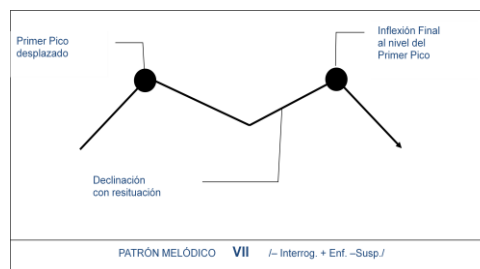 Primer Pico
desplazado
Inflexión Final
al nivel del
Primer Pico
Declinación
con resituación
PATRÓN MELÓDICO VII /– Interrog. + Enf. –Susp./